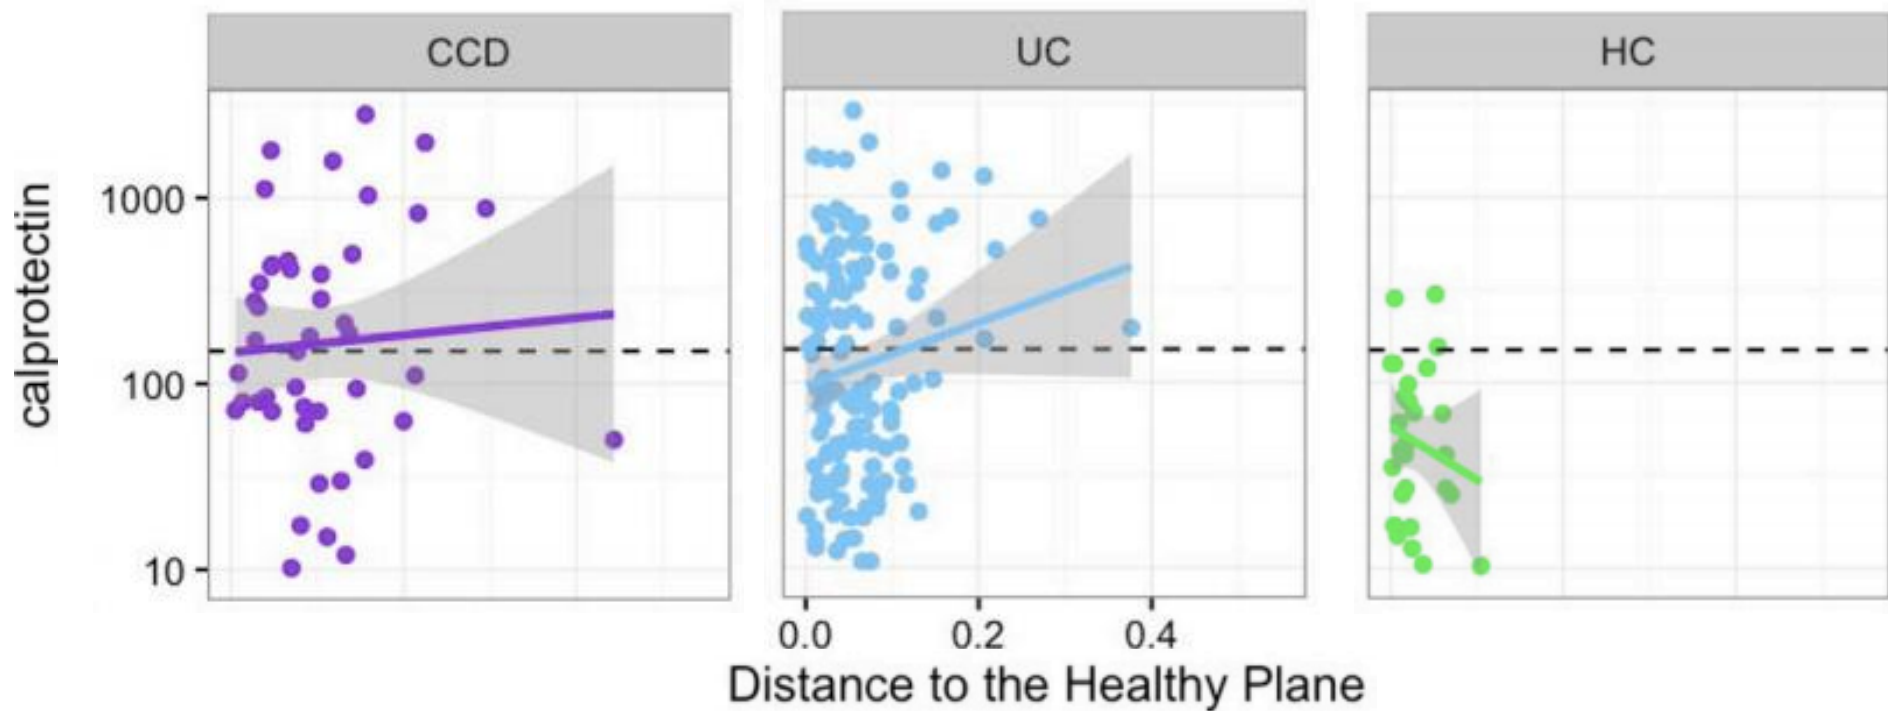 CCD
UC
HC
calprotectin
1000
100
10
0.0 0.2 0.4
Distance to the Healthy Plane